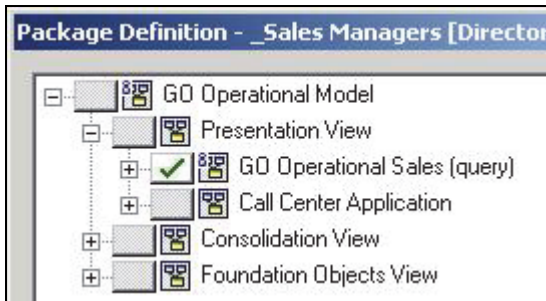 Package Definition - _Sales Managers [Director
GO Operational Model
Presentation View
GO Operational Sales (query)
Call Center Application
Consolidation View
Foundation Objects View